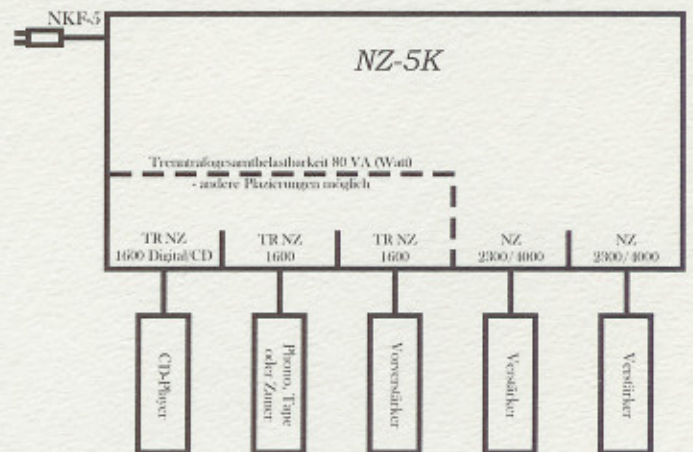 NKF-5
NZ-5K
Trenntrafogesamtbelastbarkeit 80 VA (Watt)
- andere Plazierungen möglich
TR NZ
1600 Digital/CD
TR NZ
1600
TR NZ
1600
NZ
2300/4000
NZ
2300/4000
CD-Player
Phono, Tape
oder Zuner
Vorverstärker
Verstärker
Verstärker